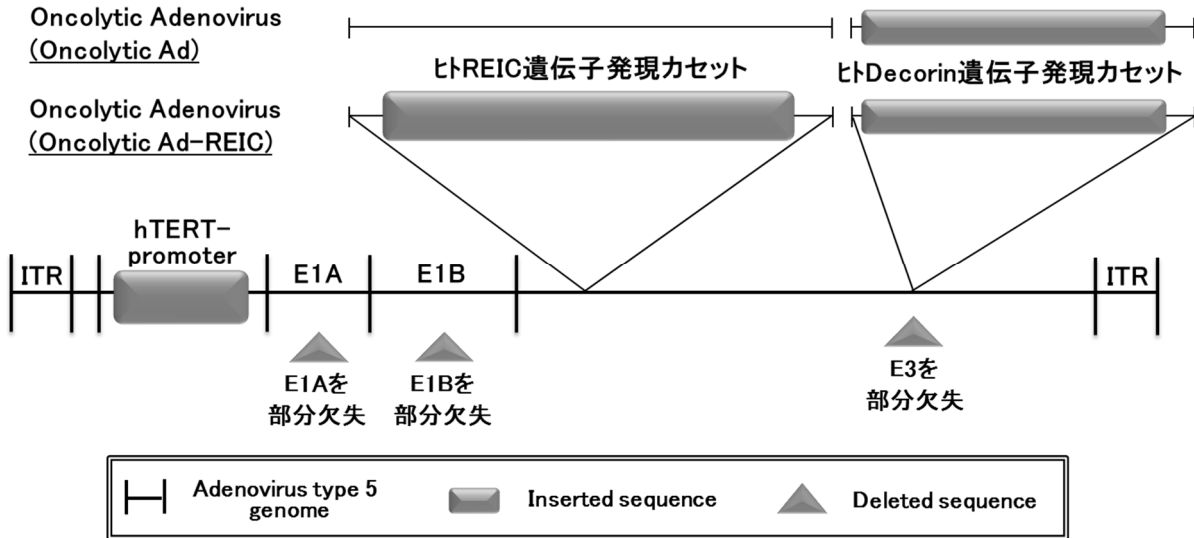 Oncolytic Adenovirus
(Oncolytic Ad)
ヒトREIC遺伝子発現カセット
ヒトDecorin遺伝子発現カセット
Oncolytic Adenovirus
(Oncolytic Ad-REIC)
hTERT-
promoter
ITR
E1A
E1B
ITR
E1Aを
部分欠失
E1Bを
部分欠失
E3を
部分欠失
Adenovirus type 5
genome
Inserted sequence
Deleted sequence